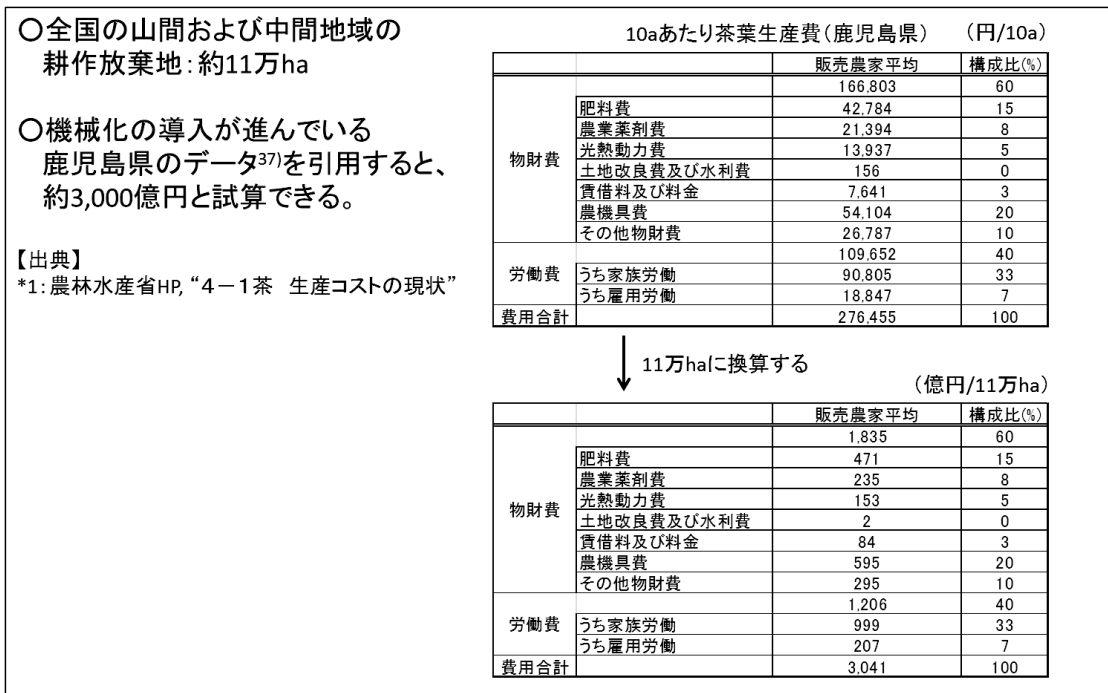 〇全国の山間および中間地域の
耕作放棄地：約11万ha
〇機械化の導入が進んでいる
鹿児島県のデータ37)を引用すると、
約3,000億円と試算できる。
【出典】
*1：農林水産省HP, “４－１茶　生産コストの現状”
10aあたり茶葉生産費（鹿児島県）　（円/10a）
販売農家平均 構成比(%)
物財費 166,803 60
肥料費 42,784 15
農業薬剤費 21,394 8
光熱動力費 13,937 5
土地改良費及び水利費 156 0
賃借料及び料金 7,641 3
農機具費 54,104 20
その他物財費 26,787 10
労働費 109,652 40
うち家族労働 90,805 33
うち雇用労働 18,847 7
費用合計 276,455 100
11万haに換算する
（億円/11万ha）
販売農家平均 構成比(%)
物財費 1,835 60
肥料費 471 15
農業薬剤費 235 8
光熱動力費 153 5
土地改良費及び水利費 2 0
賃借料及び料金 84 3
農機具費 595 20
その他物財費 295 10
労働費 1,206 40
うち家族労働 999 33
うち雇用労働 207 7
費用合計 3,041 100